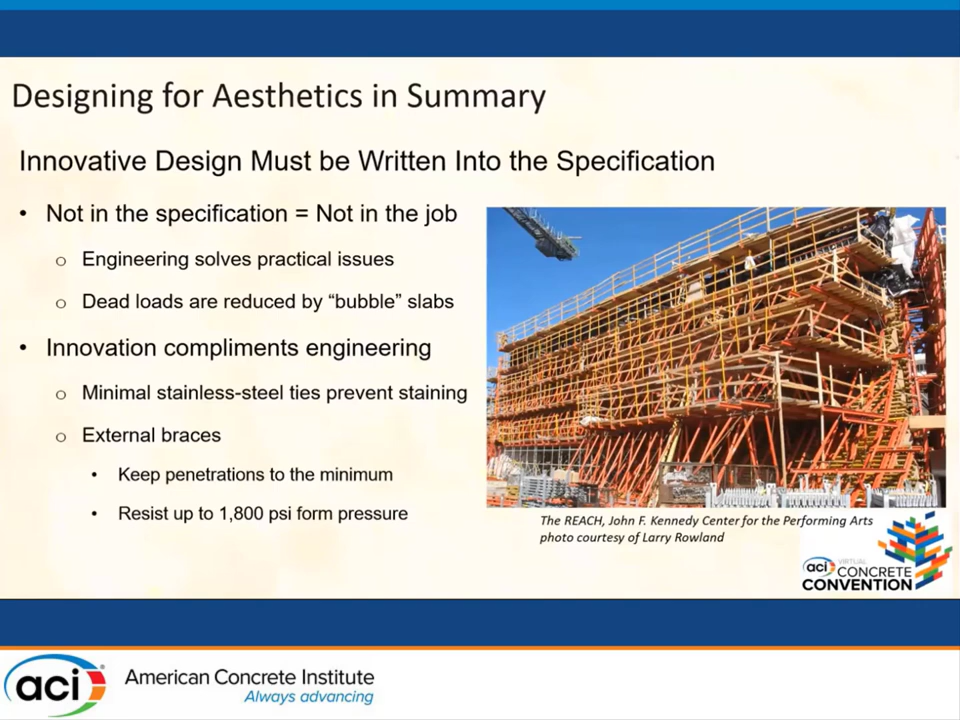 Designing for Aesthetics in Summary
Innovative Design Must be Written Into the Specification
• Not in the specification = Not in the job
o Engineering solves practical issues
o Dead loads are reduced by “bubble” slabs
• Innovation compliments engineering
o Minimal stainless-steel ties prevent staining
o External braces
• Keep penetrations to the minimum
• Resist up to 1,800 psi form pressure
The REACH, John F. Kennedy Center for the Performing Arts
photo courtesy of Larry Rowland
aci VIRTUAL
CONCRETE
CONVENTION
aci American Concrete Institute
Always advancing